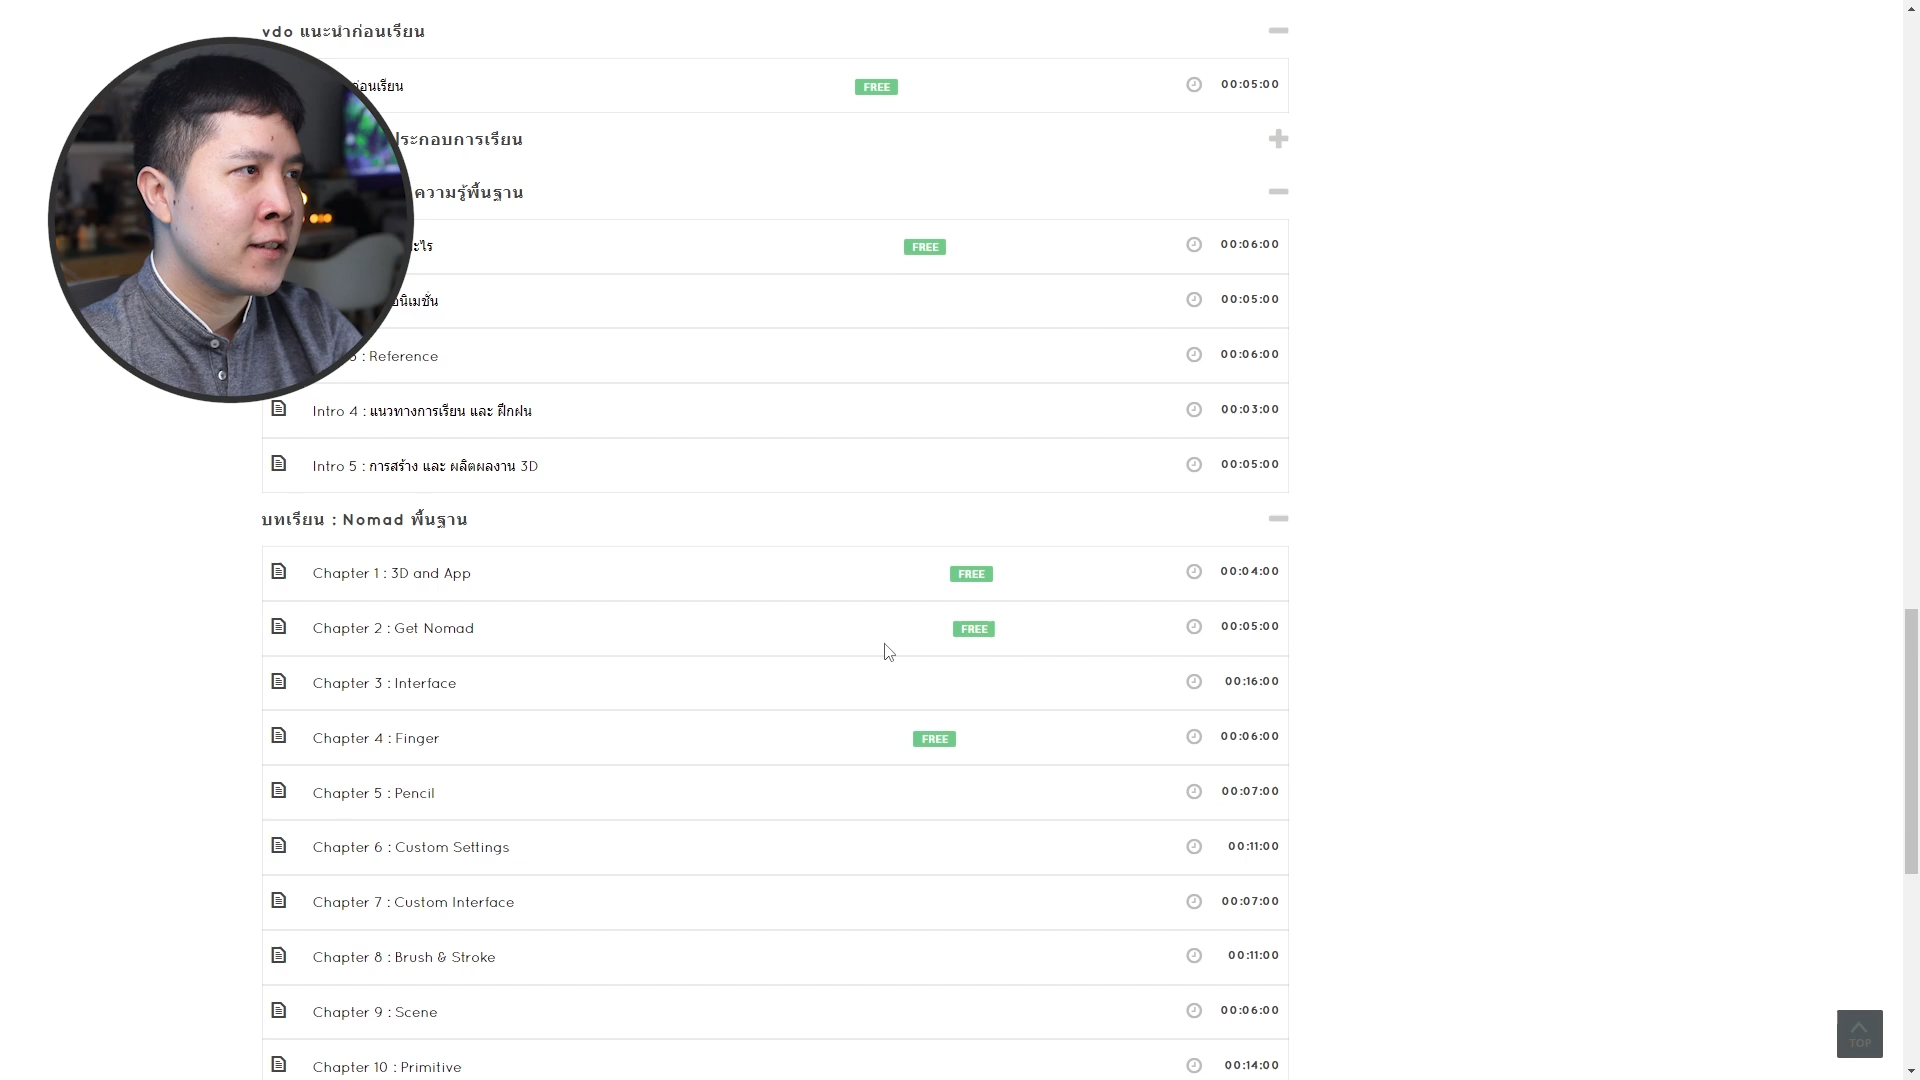 vdo แนะนำก่อนเรียน
ก่อนเรียน FREE 00:05:00
ประกอบการเรียน
ความรู้พื้นฐาน
อะไร FREE 00:06:00
อนิเมชั่น 00:05:00
3 : Reference 00:06:00
Intro 4 : แนวทางการเรียน และ ฝึกฝน 00:03:00
Intro 5 : การสร้าง และ ผลิตผลงาน 3D 00:05:00
บทเรียน : Nomad พื้นฐาน
Chapter 1 : 3D and App FREE 00:04:00
Chapter 2 : Get Nomad FREE 00:05:00
Chapter 3 : Interface 00:16:00
Chapter 4 : Finger FREE 00:06:00
Chapter 5 : Pencil 00:07:00
Chapter 6 : Custom Settings 00:11:00
Chapter 7 : Custom Interface 00:07:00
Chapter 8 : Brush & Stroke 00:11:00
Chapter 9 : Scene 00:06:00
Chapter 10 : Primitive 00:14:00
TOP